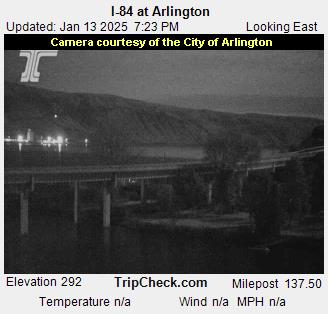 I-84 at Arlington
Updated: Jan 13 2025 7:23 PM Looking East
Camera courtesy of the City of Arlington
Elevation 292 TripCheck.com Milepost 137.50
Temperature n/a Wind n/a MPH n/a